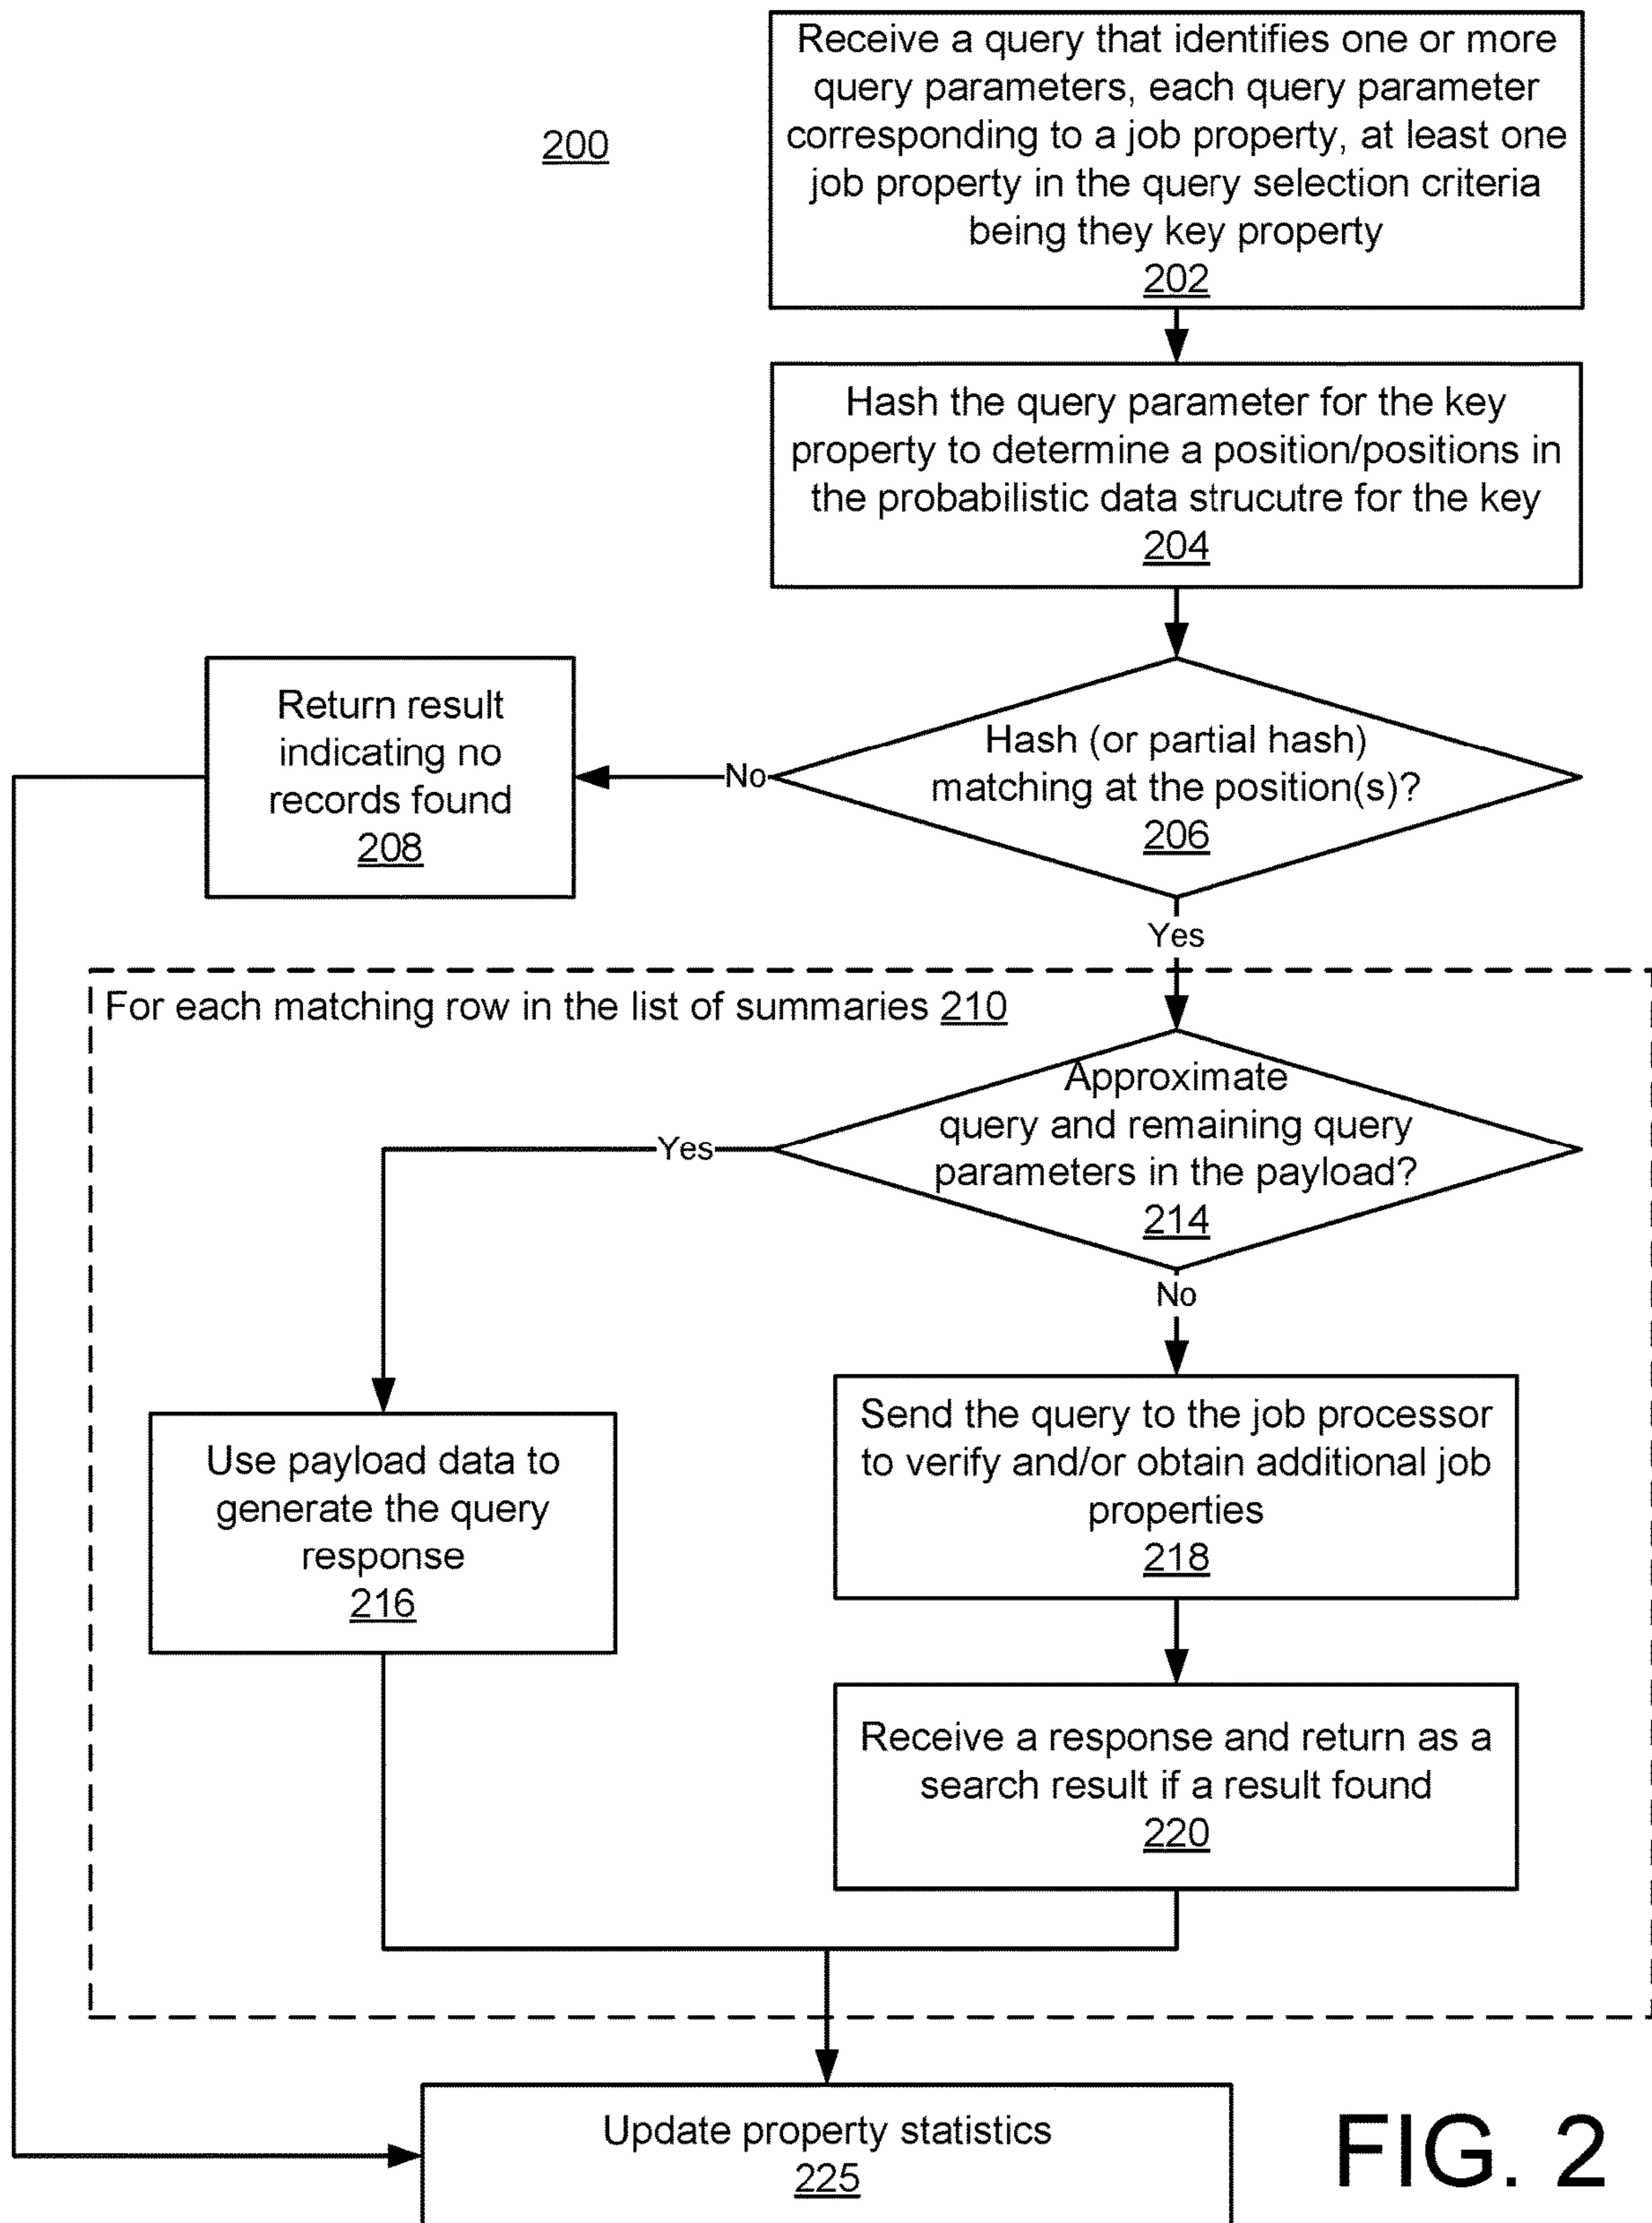 200
Receive a query that identifies one or more
query parameters, each query parameter
corresponding to a job property, at least one
job property in the query selection criteria
being they key property
202
Hash the query parameter for the key
property to determine a position/positions in
the probabilistic data strucutre for the key
204
Hash (or partial hash)
matching at the position(s)?
206
No
Return result
indicating no
records found
208
Yes
For each matching row in the list of summaries 210
Approximate
query and remaining query
parameters in the payload?
214
Yes
No
Use payload data to
generate the query
response
216
Send the query to the job processor
to verify and/or obtain additional job
properties
218
Receive a response and return as a
search result if a result found
220
Update property statistics
225
FIG. 2